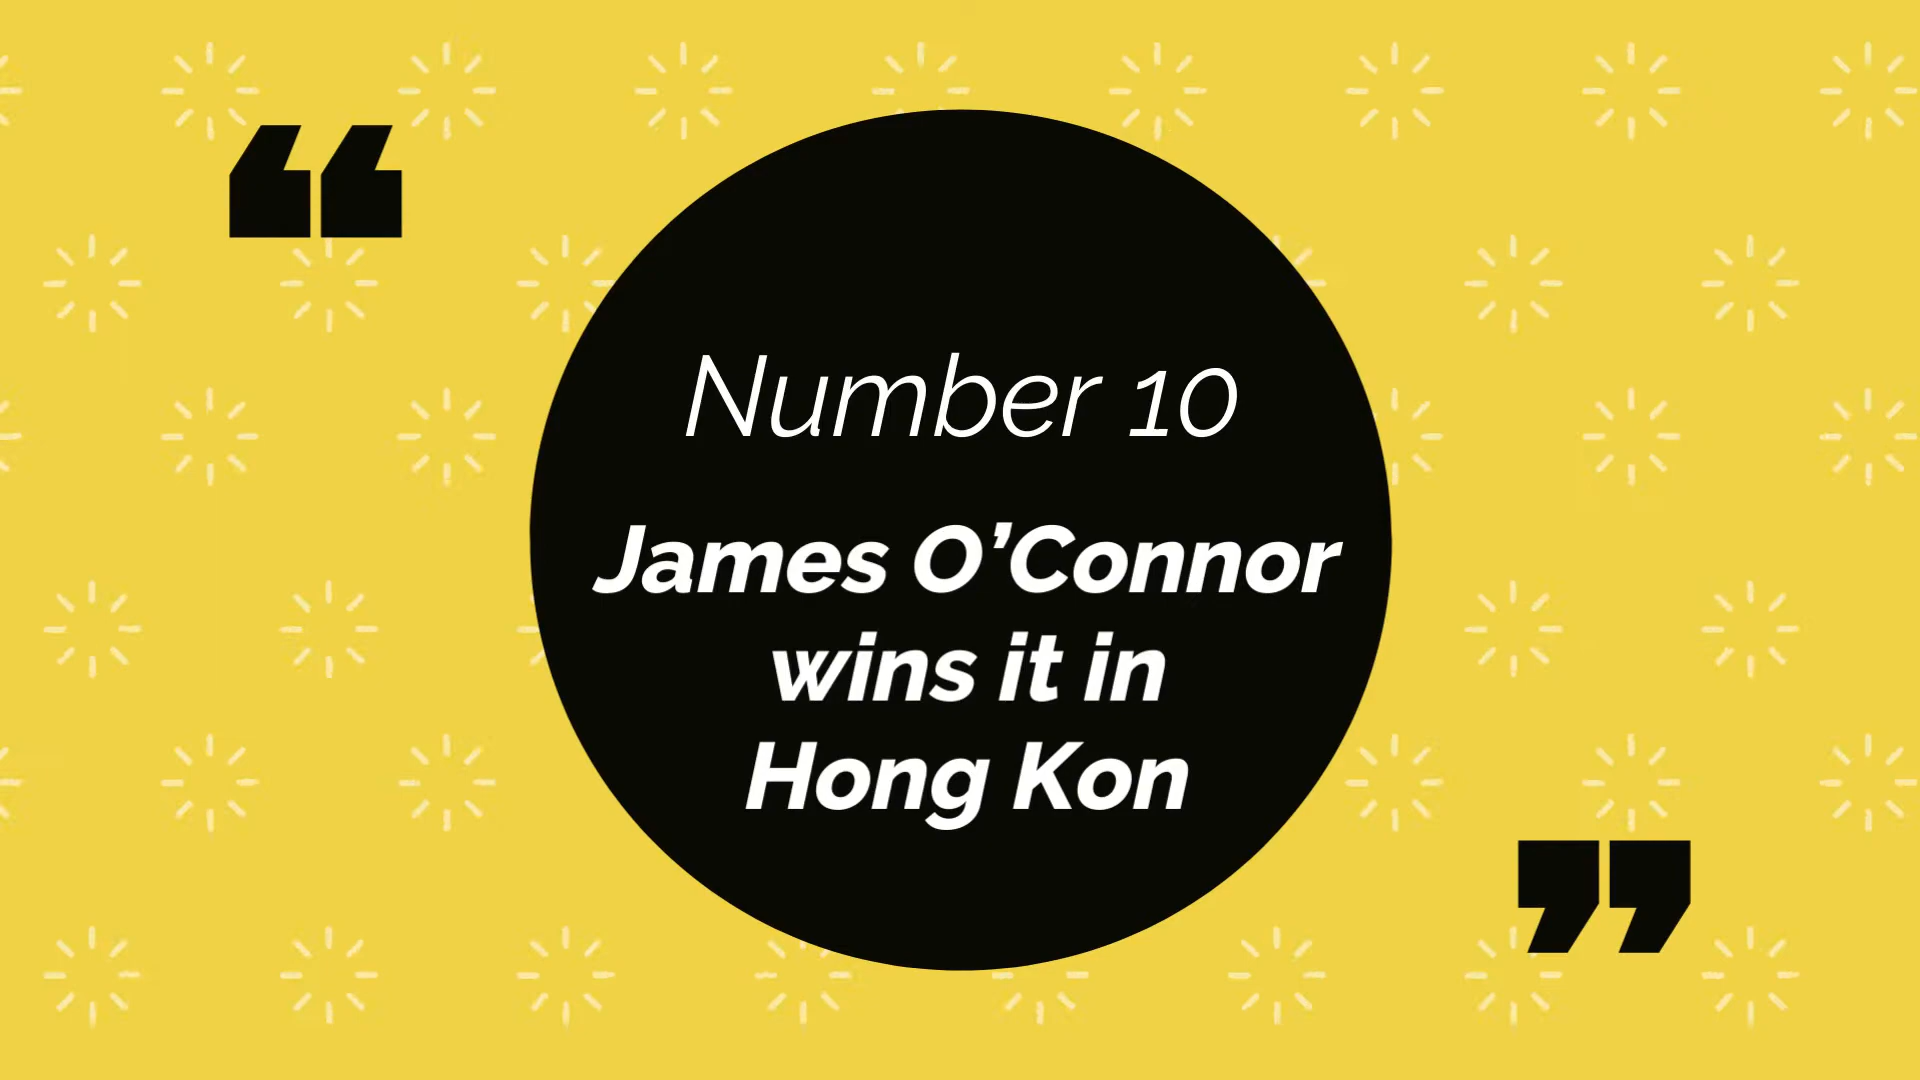 “
Number 10
James O’Connor
wins it in
Hong Kon
”